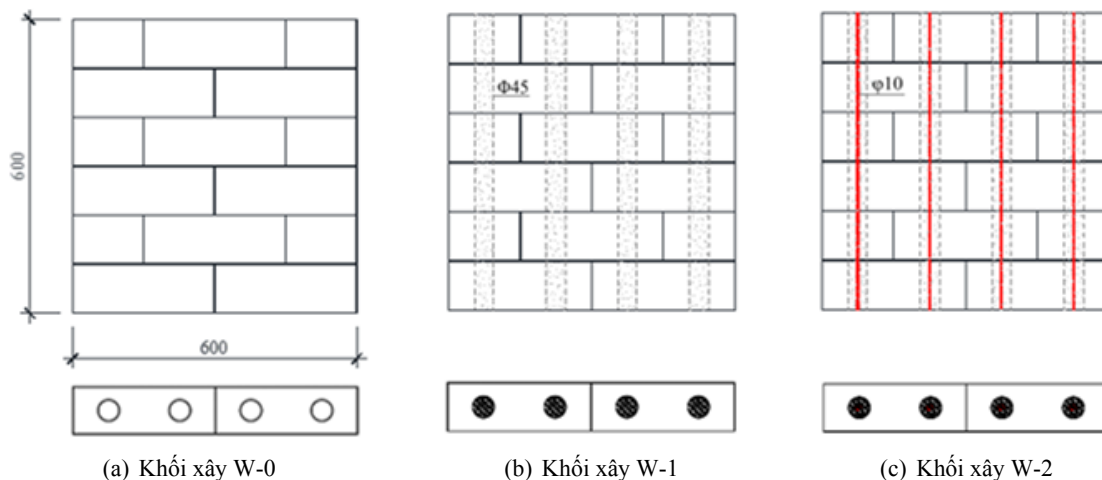 600
600
(a) Khối xây W-0
Φ45
(b) Khối xây W-1
φ10
(c) Khối xây W-2